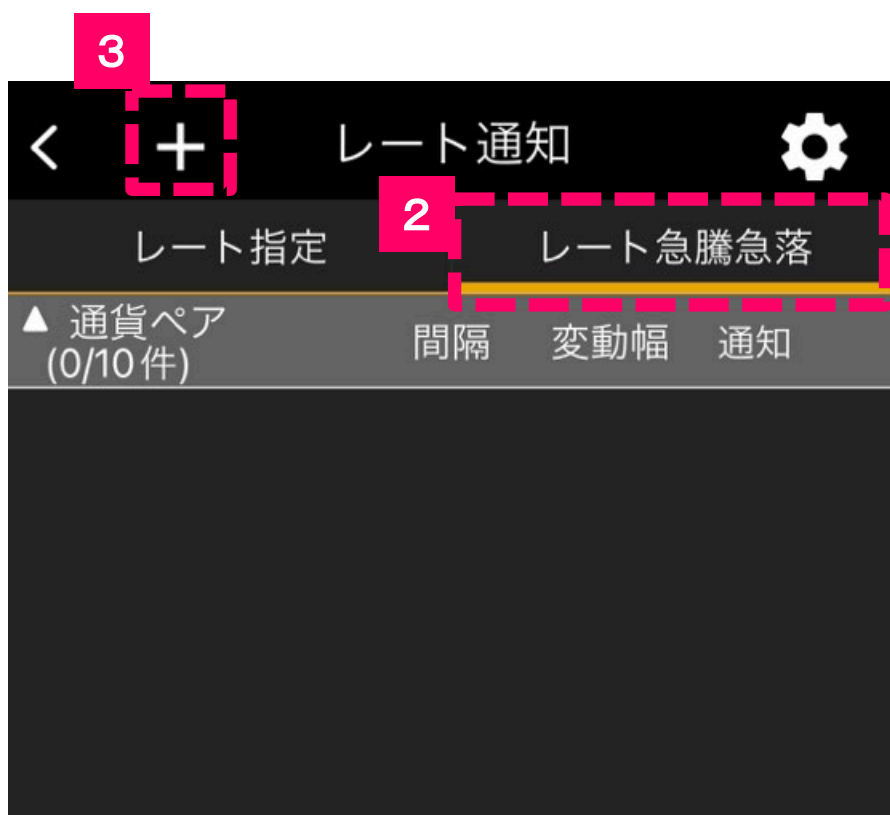 3
レート通知
2
レート指定 レート急騰急落
▲ 通貨ペア
(0/10件) 間隔 変動幅 通知